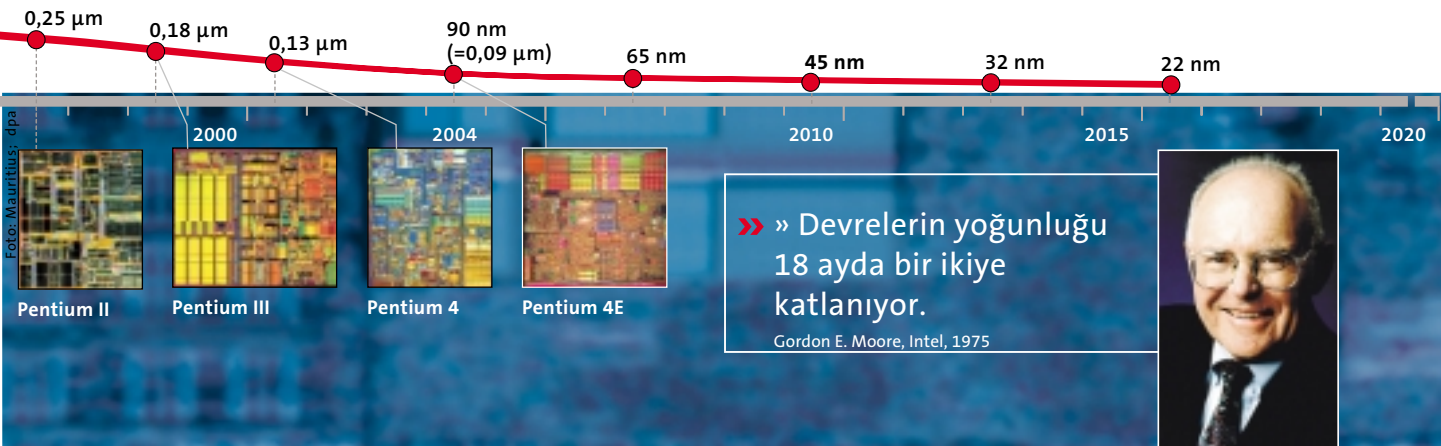 0,25 µm
0,18 µm
0,13 µm
90 nm
(=0,09 µm)
65 nm
45 nm
32 nm
22 nm
2000
2004
2010
2015
2020
Foto: Mauritius; dpa
Pentium II
Pentium III
Pentium 4
Pentium 4E
» » Devrelerin yoğunluğu
18 ayda bir ikiye
katlanıyor.
Gordon E. Moore, Intel, 1975